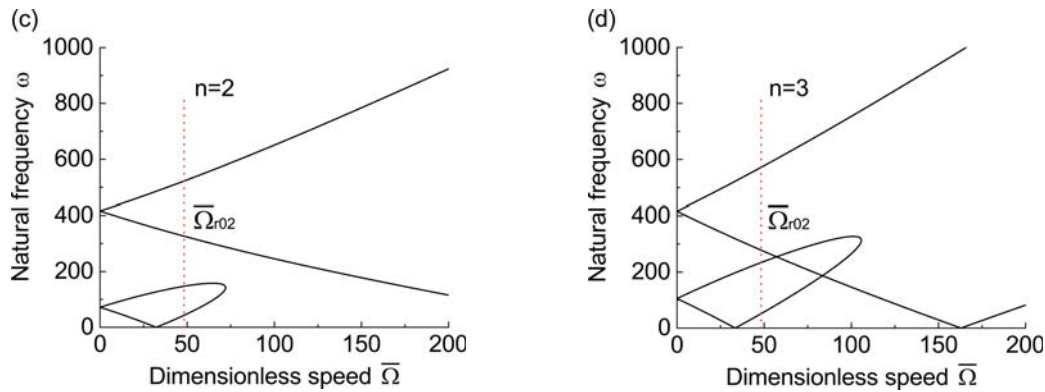 (c)
1000
800
600
400
200
0
Natural frequency ω
n=2
Ω̅r02
0 50 100 150 200
Dimensionless speed Ω̅
(d)
1000
800
600
400
200
0
Natural frequency ω
n=3
Ω̅r02
0 50 100 150 200
Dimensionless speed Ω̅